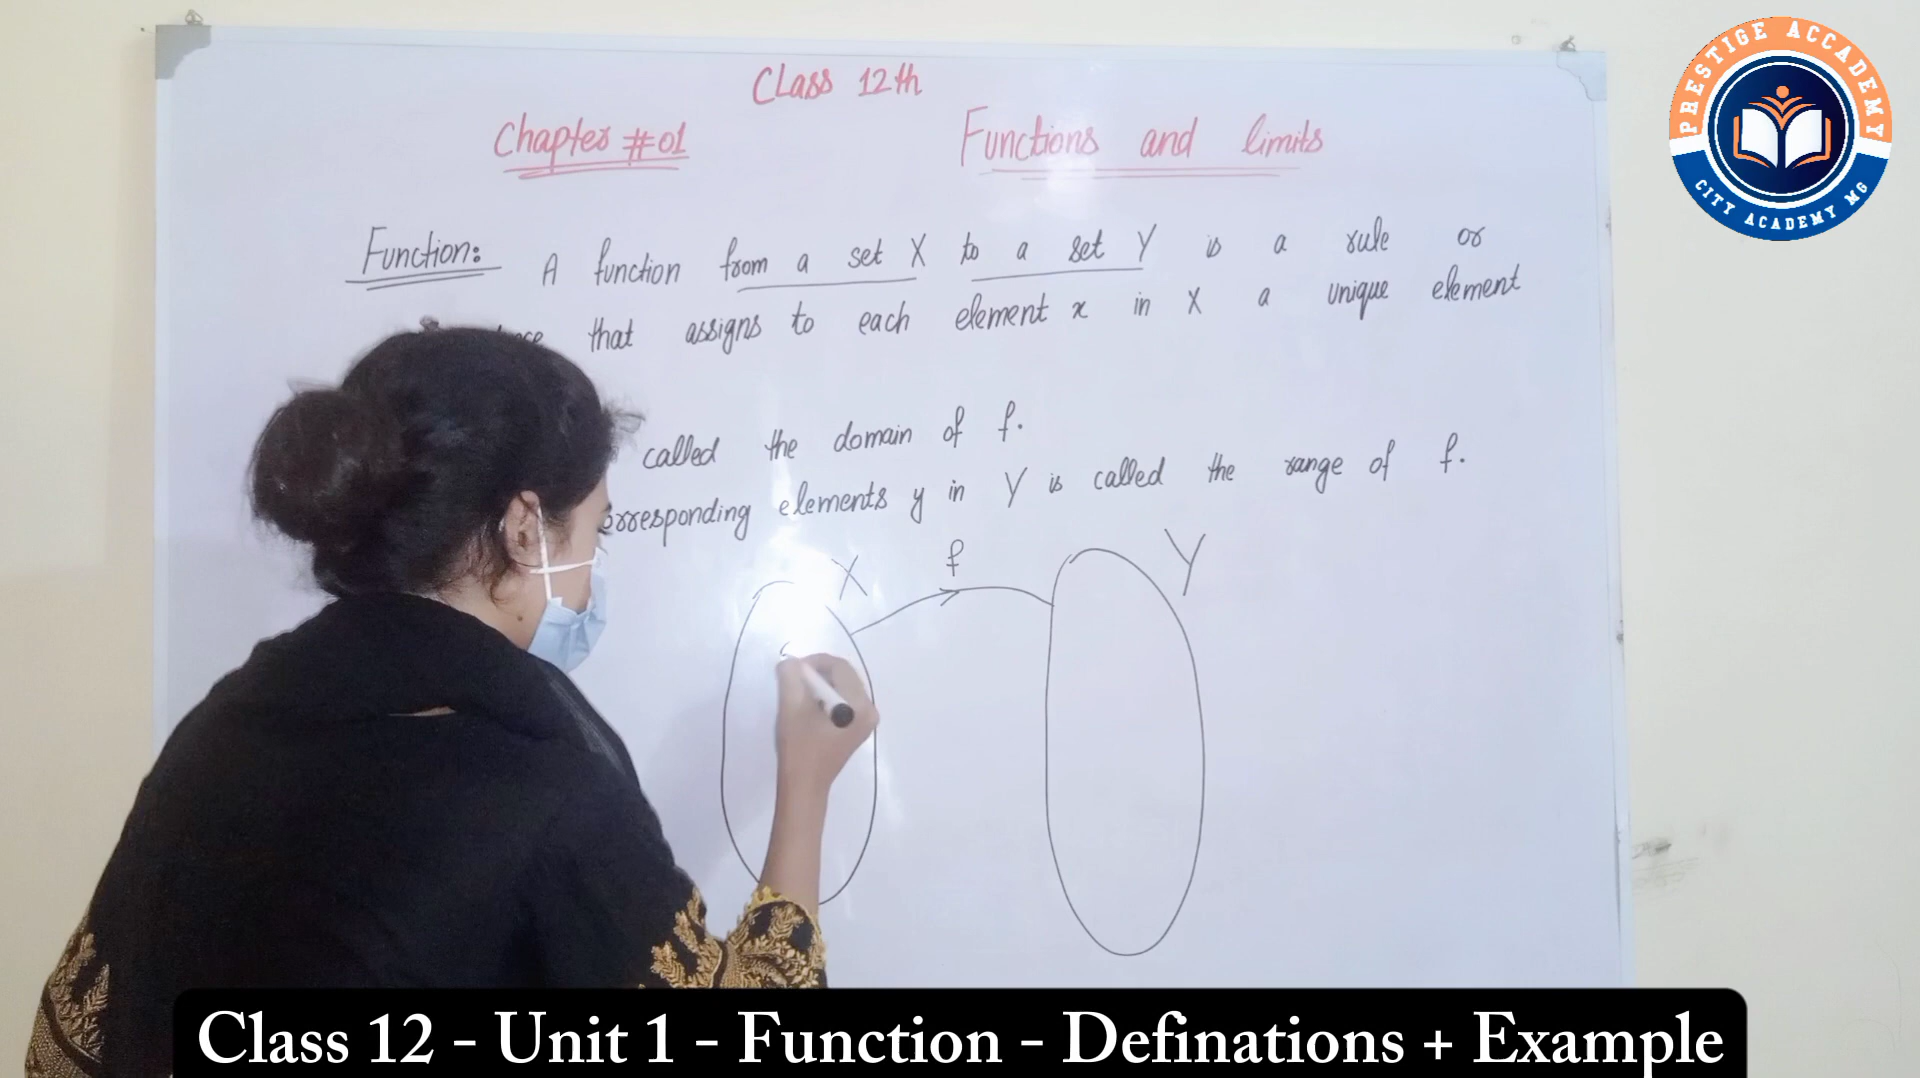 CLass 12th
Chapter #01
Functions and limits
Function: A function from a set X to a set Y is a rule or
that assigns to each element x in X a unique element
called the domain of f.
corresponding elements y in Y is called the range of f.
X
f
Y
PRESTIGE ACCADEMY
CITY ACADEMY MG
Class 12 - Unit 1 - Function - Definations + Example